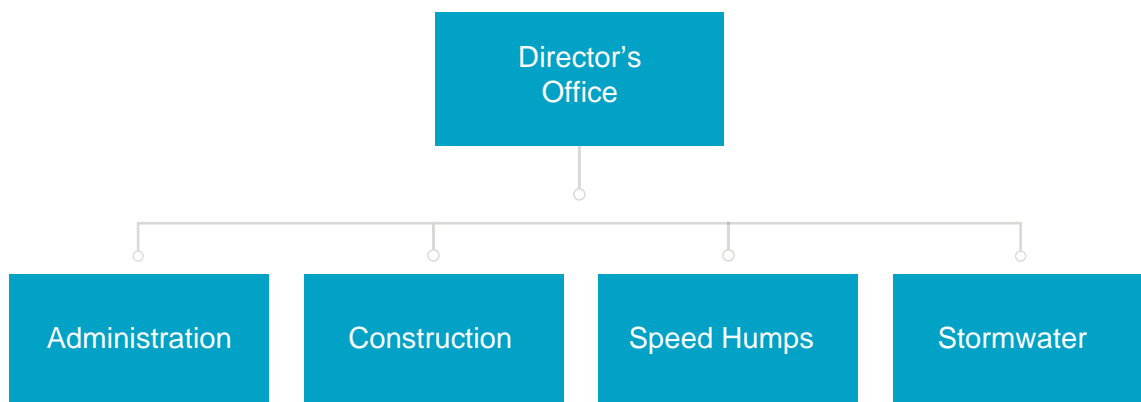 Director’s
Office
Administration
Construction
Speed Humps
Stormwater